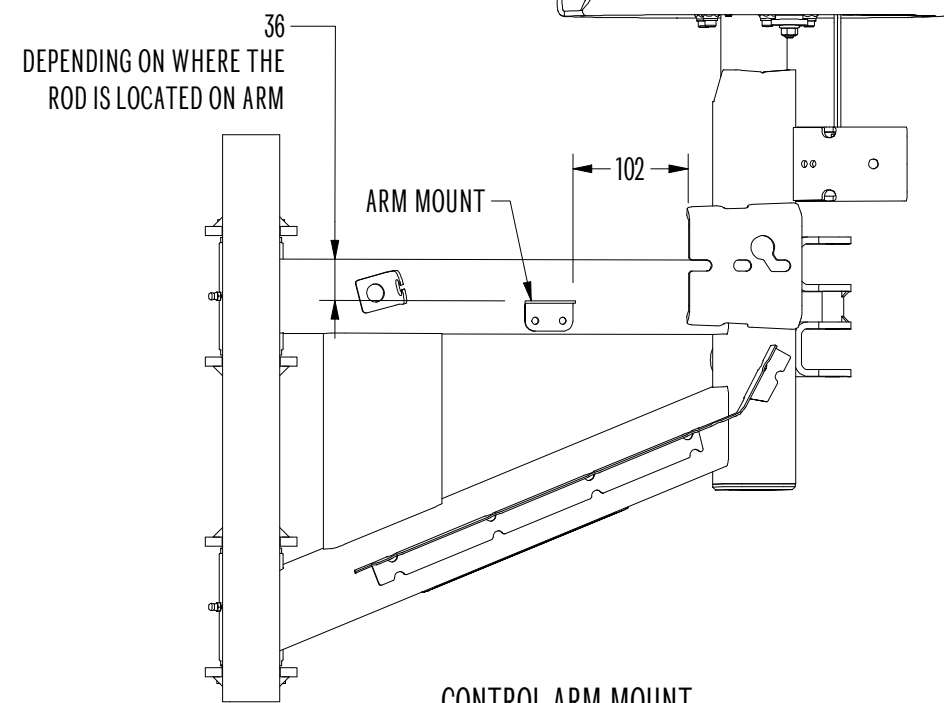 36
DEPENDING ON WHERE THE
ROD IS LOCATED ON ARM
102
ARM MOUNT
CONTROL ARM MOUNT